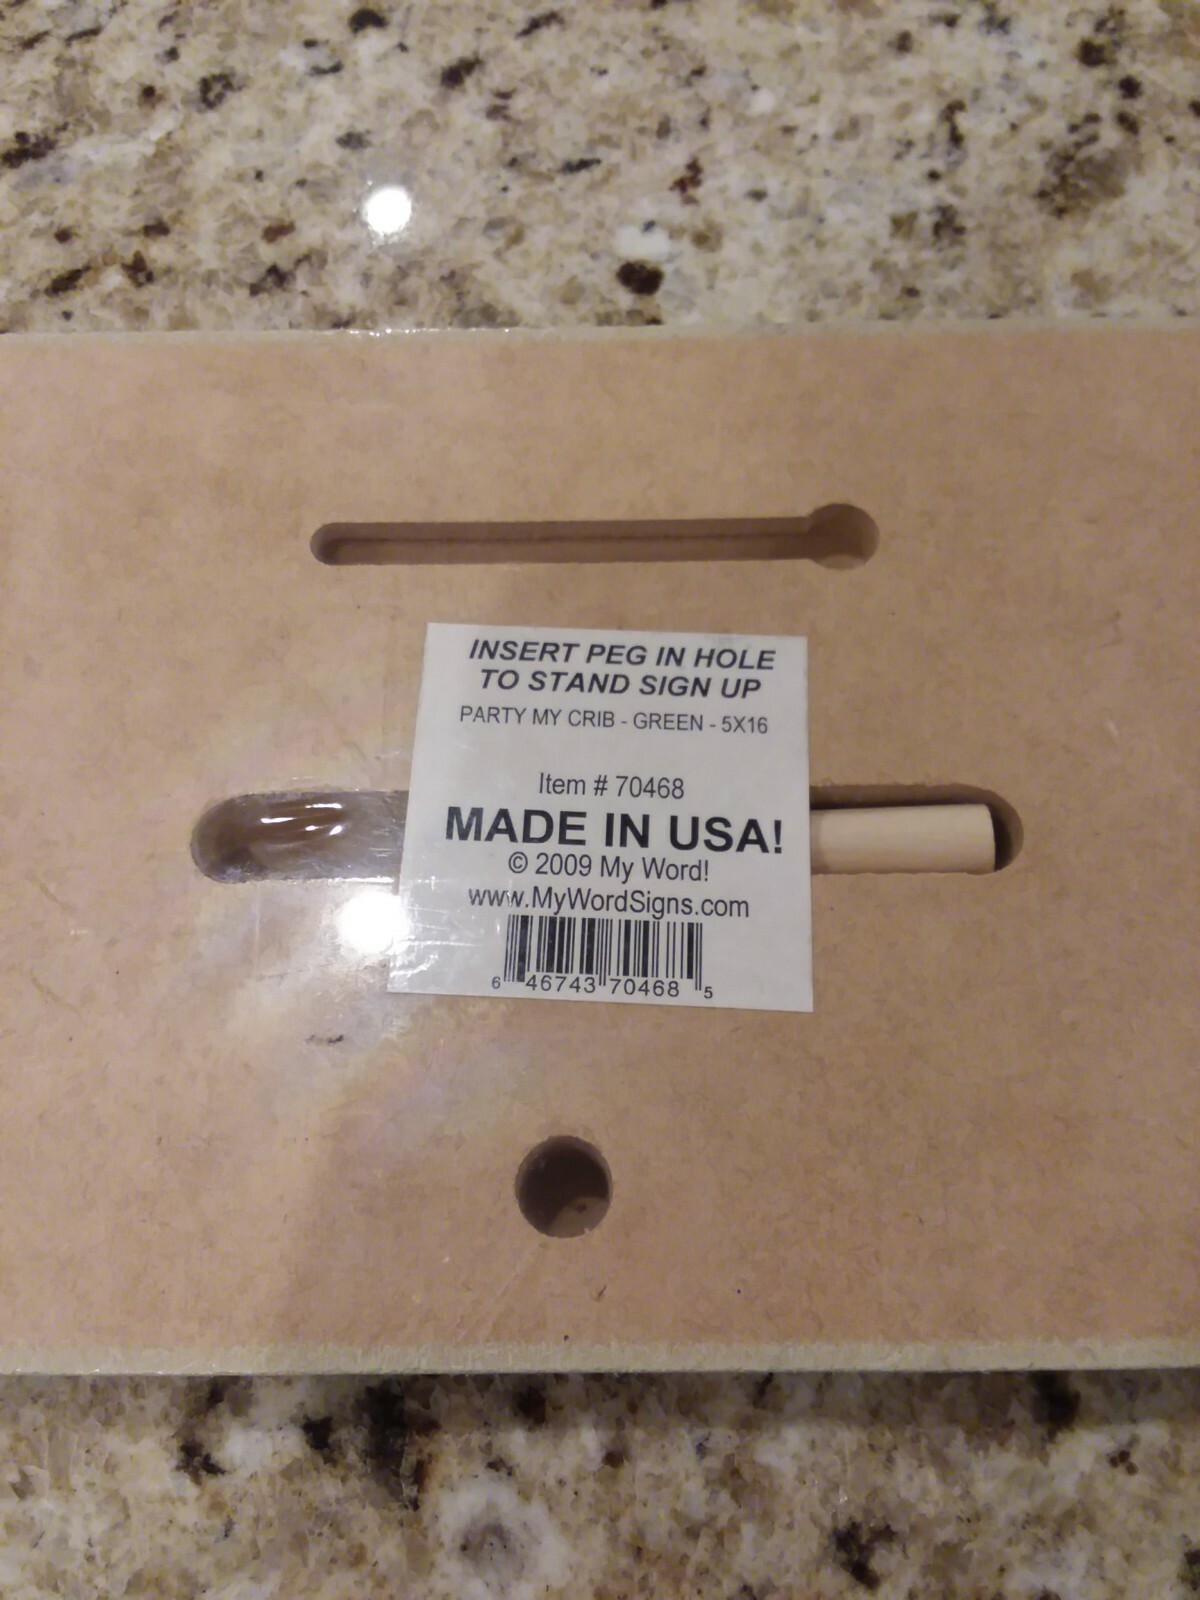 INSERT PEG IN HOLE
TO STAND SIGN UP
PARTY MY CRIB - GREEN - 5X16
Item # 70468
MADE IN USA!
© 2009 My Word!
www.MyWordSigns.com
6 46743 70468 5